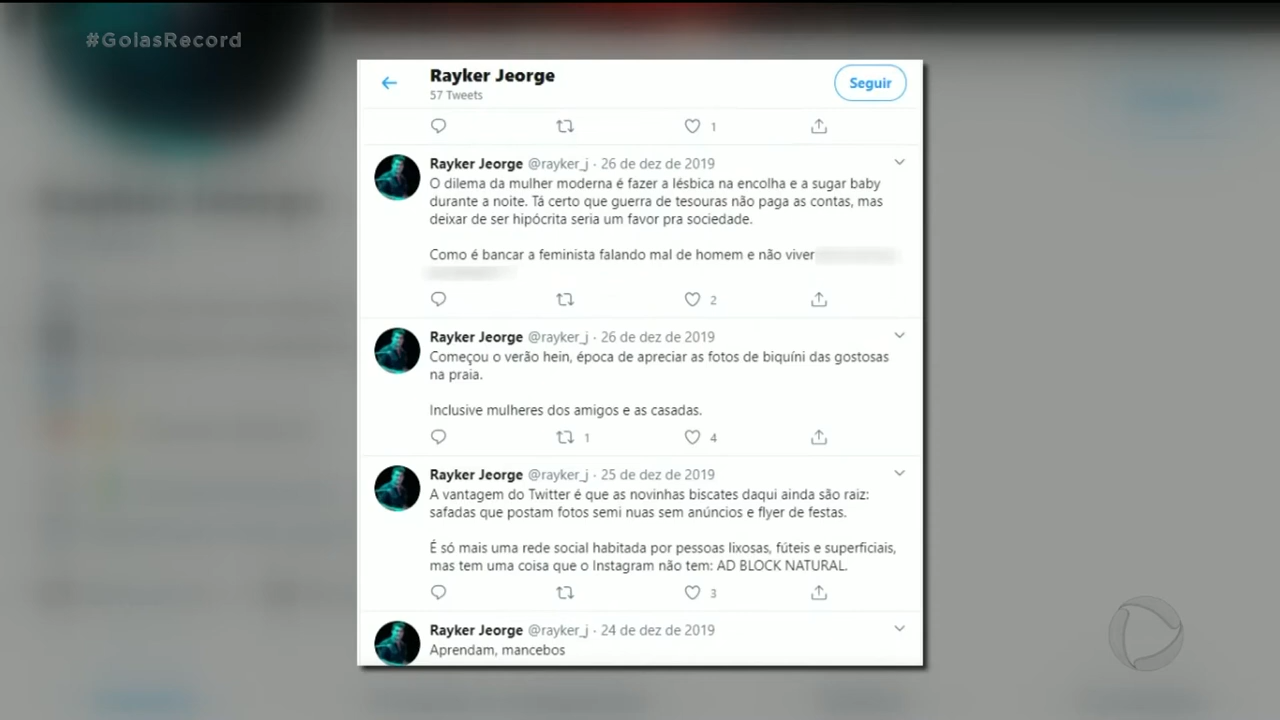 #GoiasRecord
Rayker Jeorge
57 Tweets
Seguir
1
Rayker Jeorge @rayker_j · 26 de dez de 2019
O dilema da mulher moderna é fazer a lésbica na encolha e a sugar baby
durante a noite. Tá certo que guerra de tesouras não paga as contas, mas
deixar de ser hipócrita seria um favor pra sociedade.
Como é bancar a feminista falando mal de homem e não viver
2
Rayker Jeorge @rayker_j · 26 de dez de 2019
Começou o verão hein, época de apreciar as fotos de biquíni das gostosas
na praia.
Inclusive mulheres dos amigos e as casadas.
1 4
Rayker Jeorge @rayker_j · 25 de dez de 2019
A vantagem do Twitter é que as novinhas biscates daqui ainda são raiz:
safadas que postam fotos semi nuas sem anúncios e flyer de festas.
É só mais uma rede social habitada por pessoas lixosas, fúteis e superficiais,
mas tem uma coisa que o Instagram não tem: AD BLOCK NATURAL.
3
Rayker Jeorge @rayker_j · 24 de dez de 2019
Aprendam, mancebos